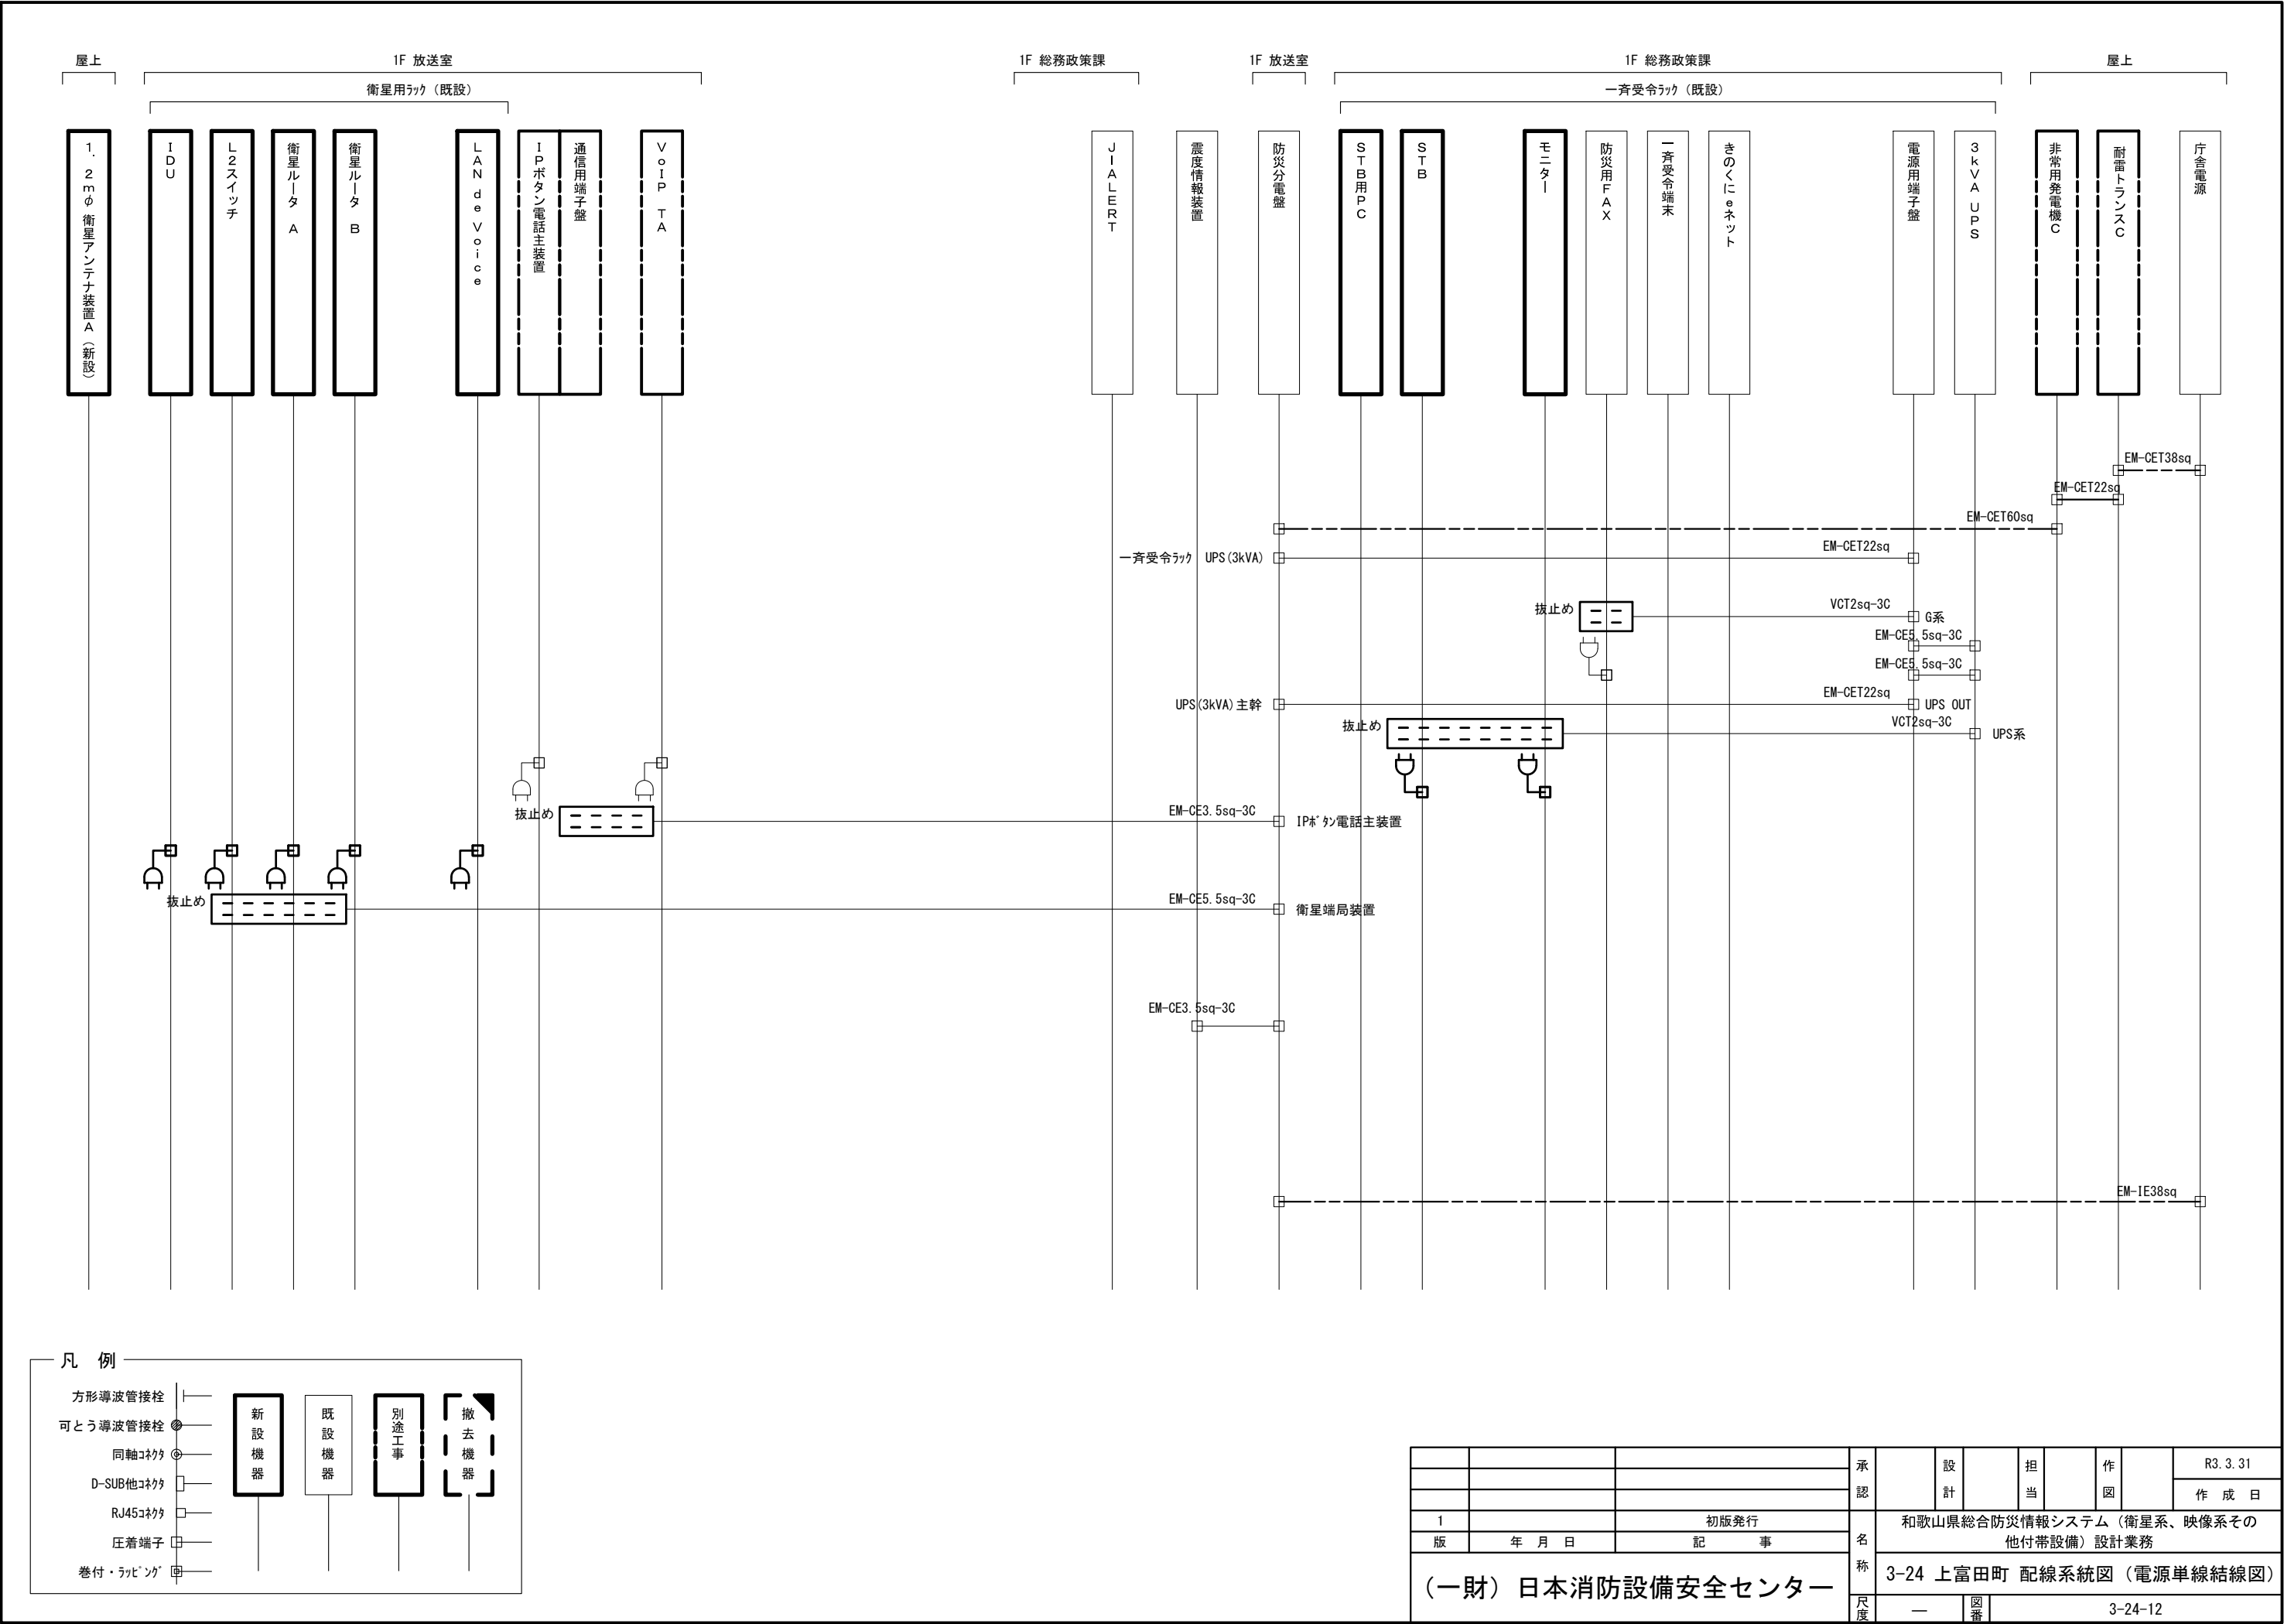 屋上
1F 放送室
1F 総務政策課
1F 放送室
1F 総務政策課
屋上
衛星用ﾗｯｸ（既設）
一斉受令ﾗｯｸ（既設）
１．２ｍφ 衛星アンテナ装置Ａ（新設）
ＩＤＵ
Ｌ２スイッチ
衛星ルータ　Ａ
衛星ルータ　Ｂ
ＬＡＮ ｄｅ Ｖｏｉｃｅ
ＩＰボタン電話主装置
通信用端子盤
ＶｏＩＰ　ＴＡ
ＪｰＡＬＥＲＴ
震度情報装置
防災分電盤
ＳＴＢ用ＰＣ
ＳＴＢ
モニター
防災用ＦＡＸ
一斉受令端末
きのくにｅネット
電源用端子盤
３ｋＶＡ ＵＰＳ
非常用発電機Ｃ
耐雷トランスＣ
庁舎電源
EM-CET38sq
EM-CET22sq
EM-CET60sq
一斉受令ﾗｯｸ　UPS(3kVA)
EM-CET22sq
抜止め
VCT2sq-3C
G系
EM-CE5.5sq-3C
EM-CE5.5sq-3C
UPS(3kVA)主幹
EM-CET22sq
UPS OUT
抜止め
VCT2sq-3C
UPS系
抜止め
EM-CE3.5sq-3C
IPﾎﾞﾀﾝ電話主装置
抜止め
EM-CE5.5sq-3C
衛星端局装置
EM-CE3.5sq-3C
EM-IE38sq
凡　例
方形導波管接栓
可とう導波管接栓
同軸ｺﾈｸﾀ
D-SUB他ｺﾈｸﾀ
RJ45ｺﾈｸﾀ
圧着端子
巻付・ﾗｯﾋﾟﾝｸﾞ
新設機器
既設機器
別途工事
撤去機器
承認
設計
担当
作図
R3.3.31
作　成　日
1
初版発行
版
年　月　日
記　　事
名称
和歌山県総合防災情報システム（衛星系、映像系その
他付帯設備）設計業務
（一財）日本消防設備安全センター
3-24 上富田町 配線系統図（電源単線結線図）
尺度
―
図番
3-24-12